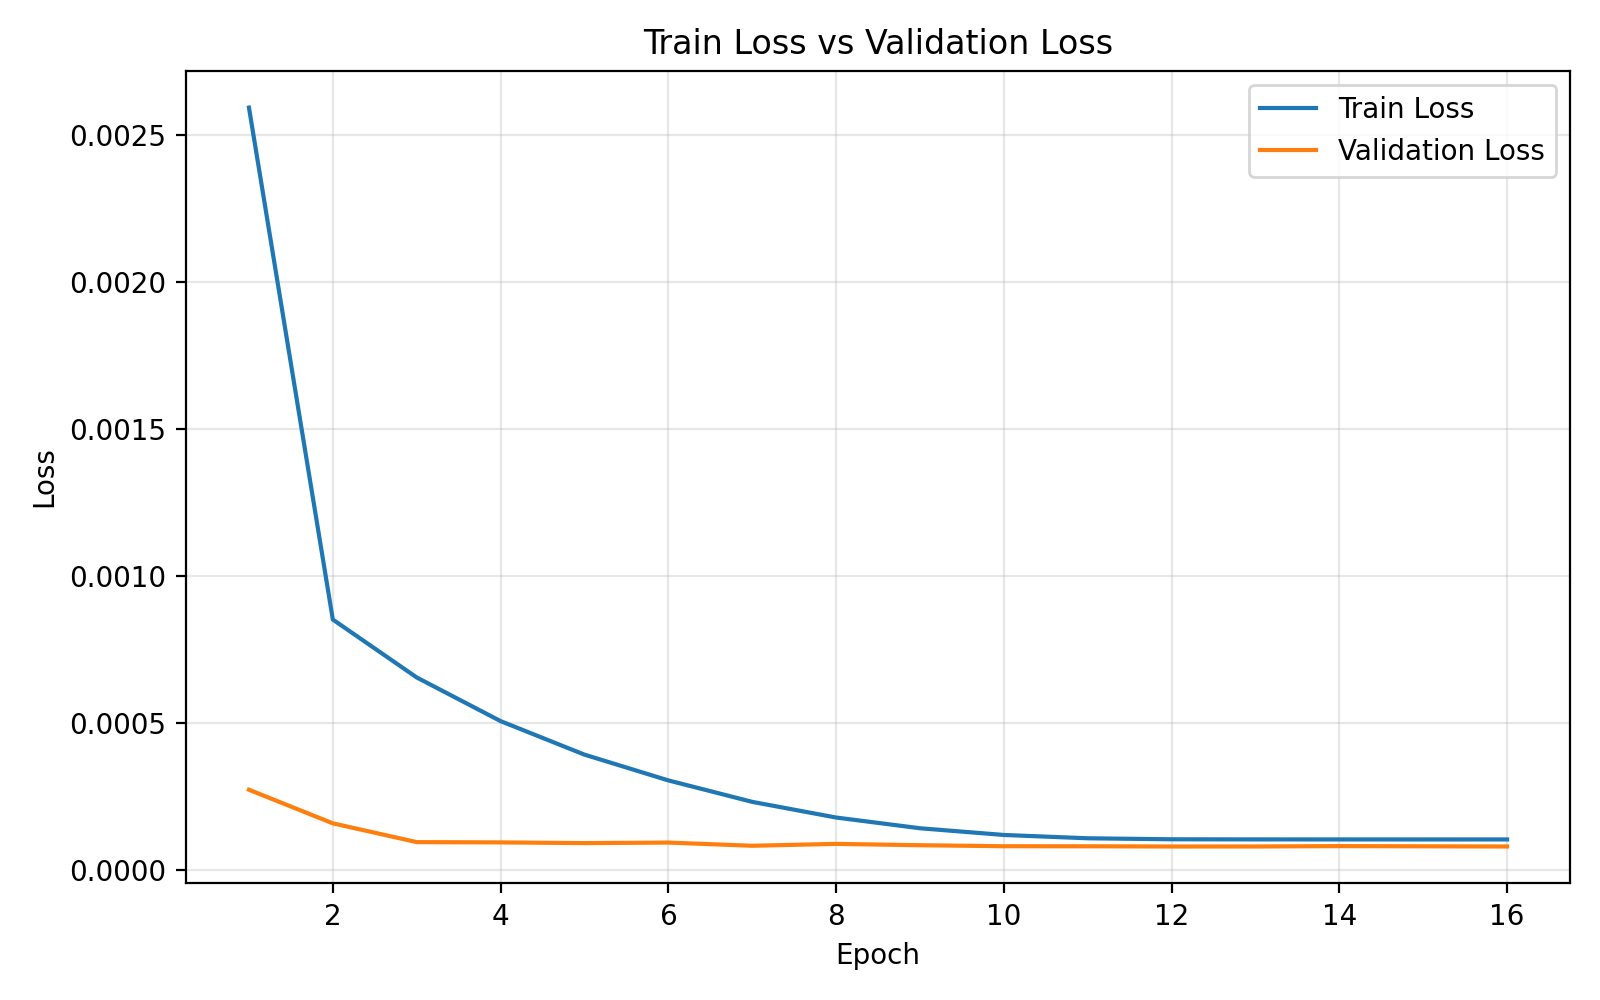 Train Loss vs Validation Loss
Train Loss
Validation Loss
0.0025
0.0020
0.0015
0.0010
0.0005
0.0000
Loss
2 4 6 8 10 12 14 16
Epoch